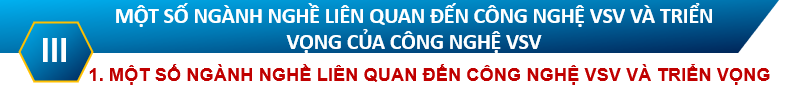 III
MỘT SỐ NGÀNH NGHỀ LIÊN QUAN ĐẾN CÔNG NGHỆ VSV VÀ TRIỂN
VỌNG CỦA CÔNG NGHỆ VSV
1. MỘT SỐ NGÀNH NGHỀ LIÊN QUAN ĐẾN CÔNG NGHỆ VSV VÀ TRIỂN VỌNG